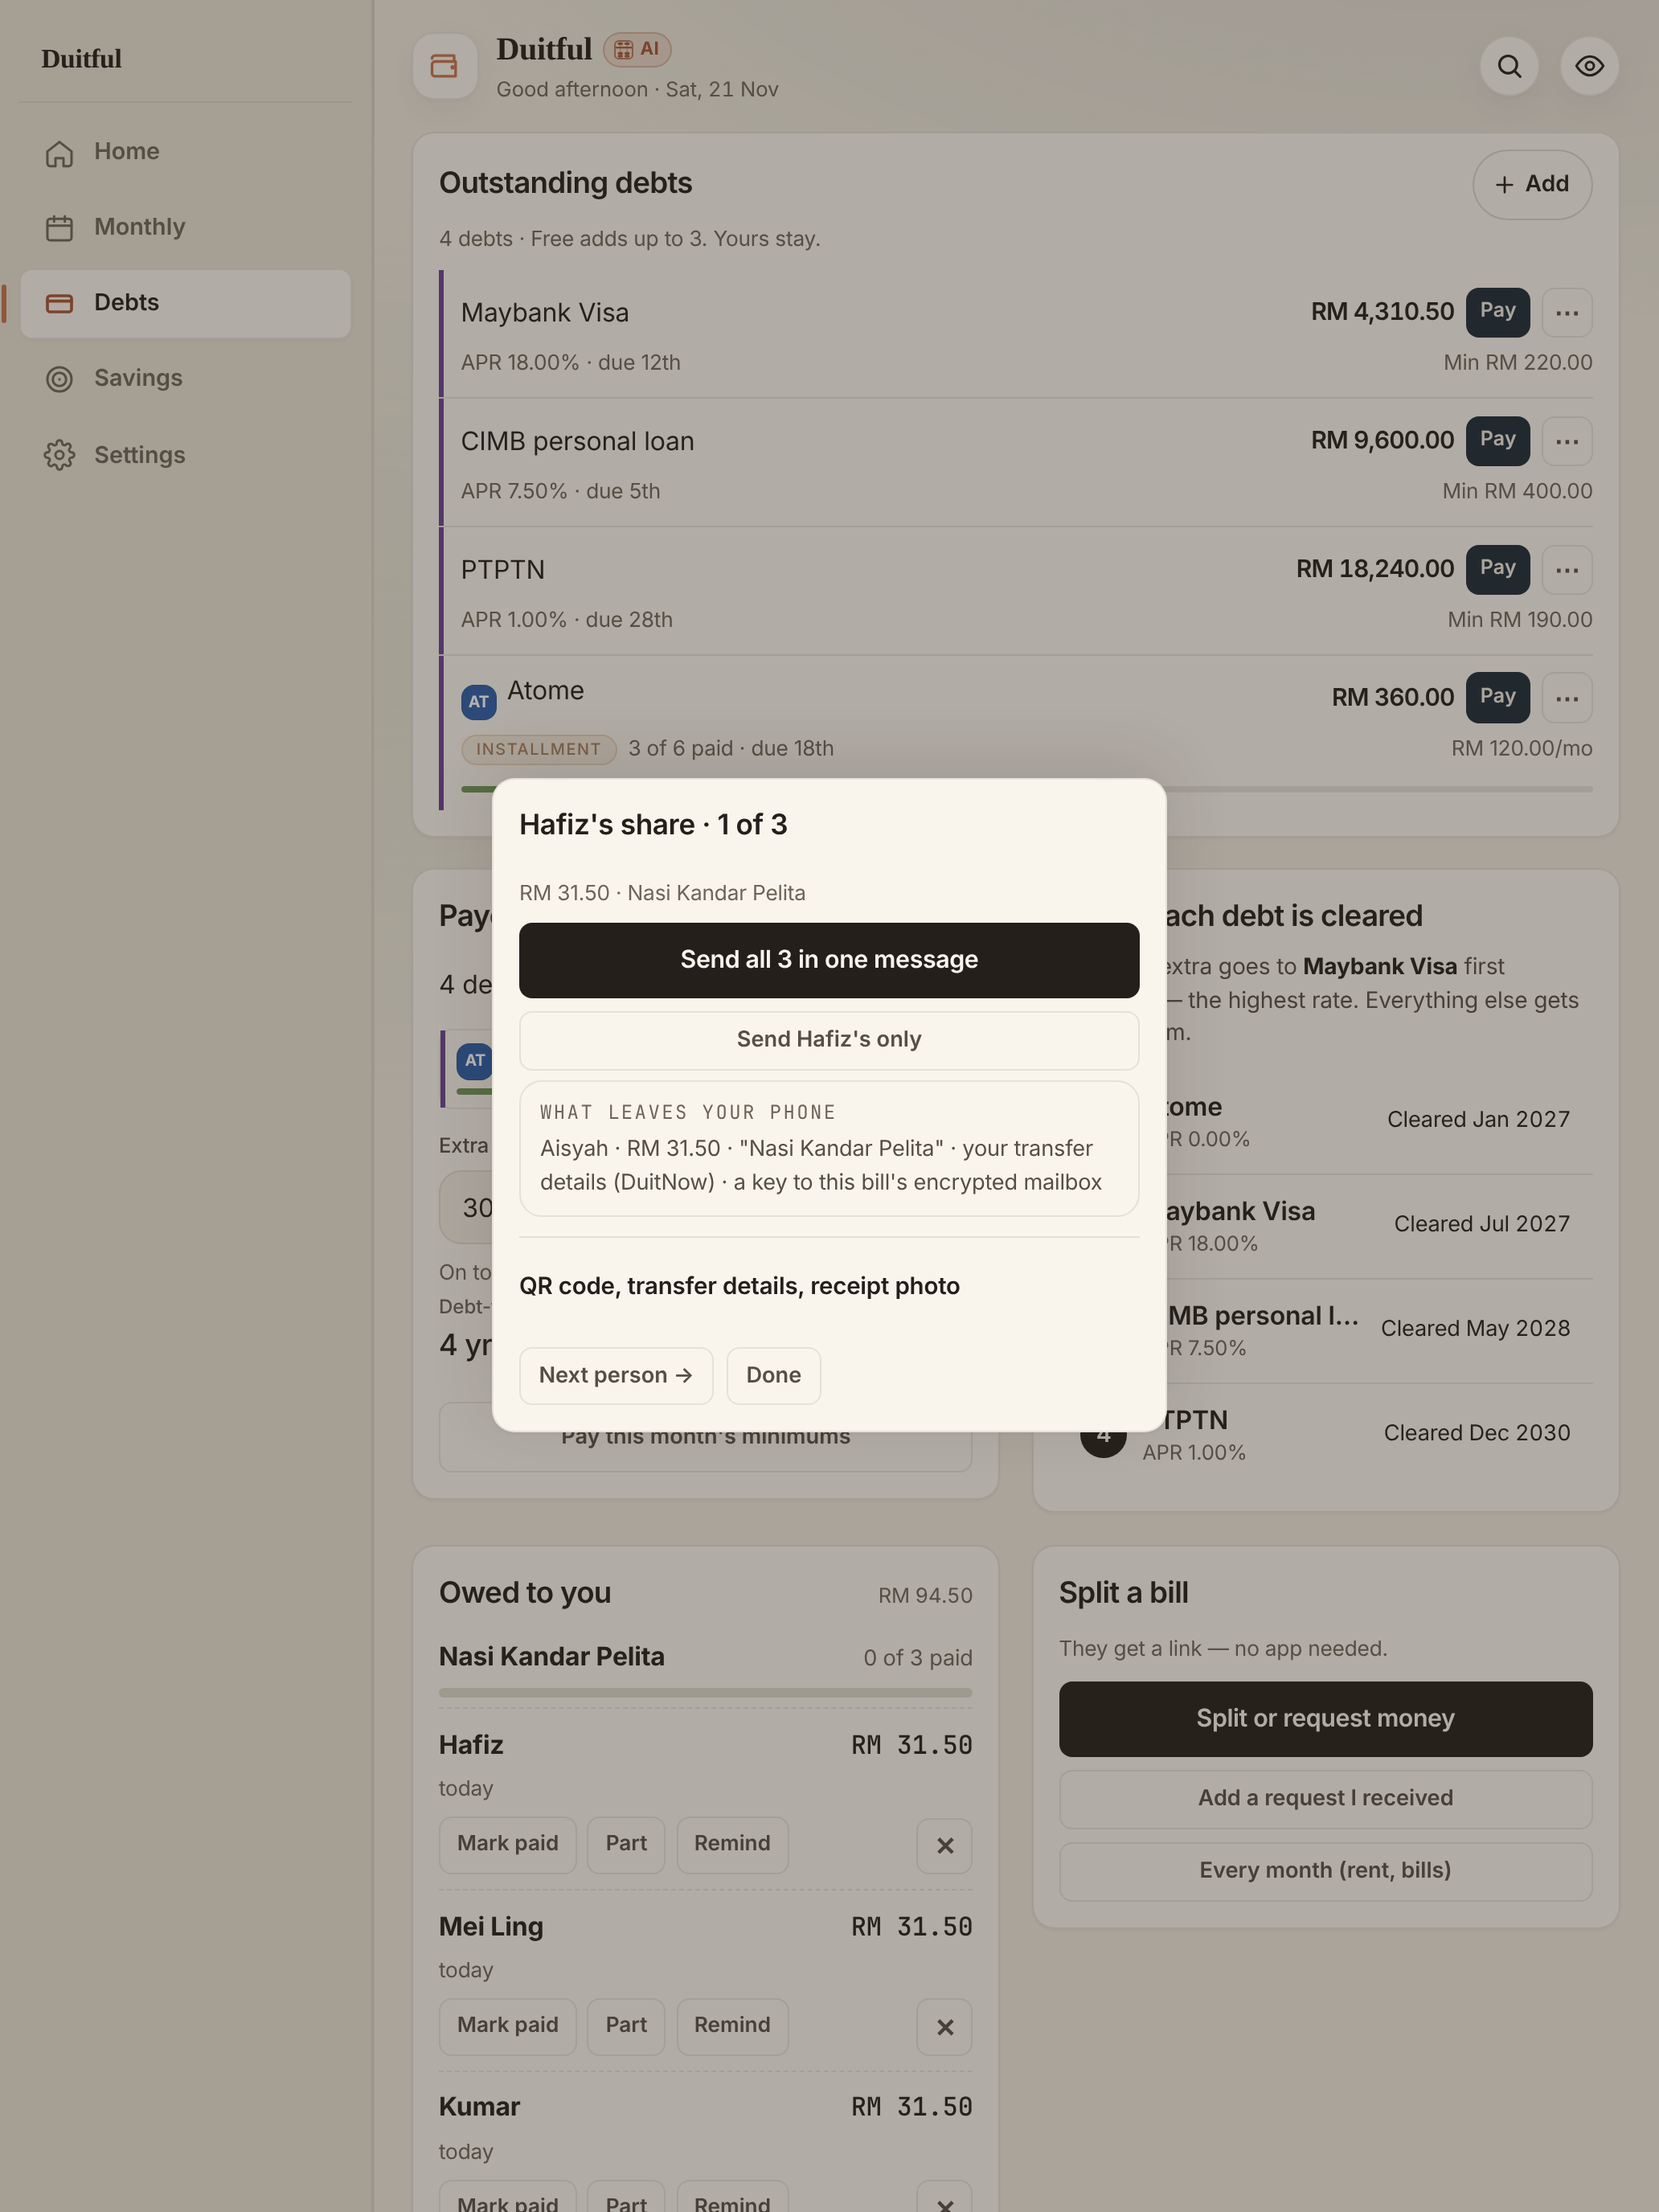 Duitful
Home
Monthly
Debts
Savings
Settings
Duitful AI
Good afternoon · Sat, 21 Nov
Outstanding debts
+ Add
4 debts · Free adds up to 3. Yours stay.
Maybank Visa RM 4,310.50 Pay ...
APR 18.00% · due 12th Min RM 220.00
CIMB personal loan RM 9,600.00 Pay ...
APR 7.50% · due 5th Min RM 400.00
PTPTN RM 18,240.00 Pay ...
APR 1.00% · due 28th Min RM 190.00
AT Atome RM 360.00 Pay ...
INSTALLMENT 3 of 6 paid · due 18th RM 120.00/mo
Hafiz's share · 1 of 3
RM 31.50 · Nasi Kandar Pelita
Send all 3 in one message
Send Hafiz's only
WHAT LEAVES YOUR PHONE
Aisyah · RM 31.50 · "Nasi Kandar Pelita" · your transfer
details (DuitNow) · a key to this bill's encrypted mailbox
QR code, transfer details, receipt photo
Next person →
Done
4
AT
Extra
30
On to
4 yr
Pay this month's minimums
debt is cleared
extra goes to Maybank Visa first
— the highest rate. Everything else gets
Cleared Jan 2027
0.00%
Visa Cleared Jul 2027
18.00%
personal l... Cleared May 2028
7.50%
4 Cleared Dec 2030
APR 1.00%
Owed to you RM 94.50
Nasi Kandar Pelita 0 of 3 paid
Hafiz RM 31.50
today
Mark paid Part Remind ✕
Mei Ling RM 31.50
today
Mark paid Part Remind ✕
Kumar RM 31.50
today
Mark paid Part Remind ✕
Split a bill
They get a link — no app needed.
Split or request money
Add a request I received
Every month (rent, bills)